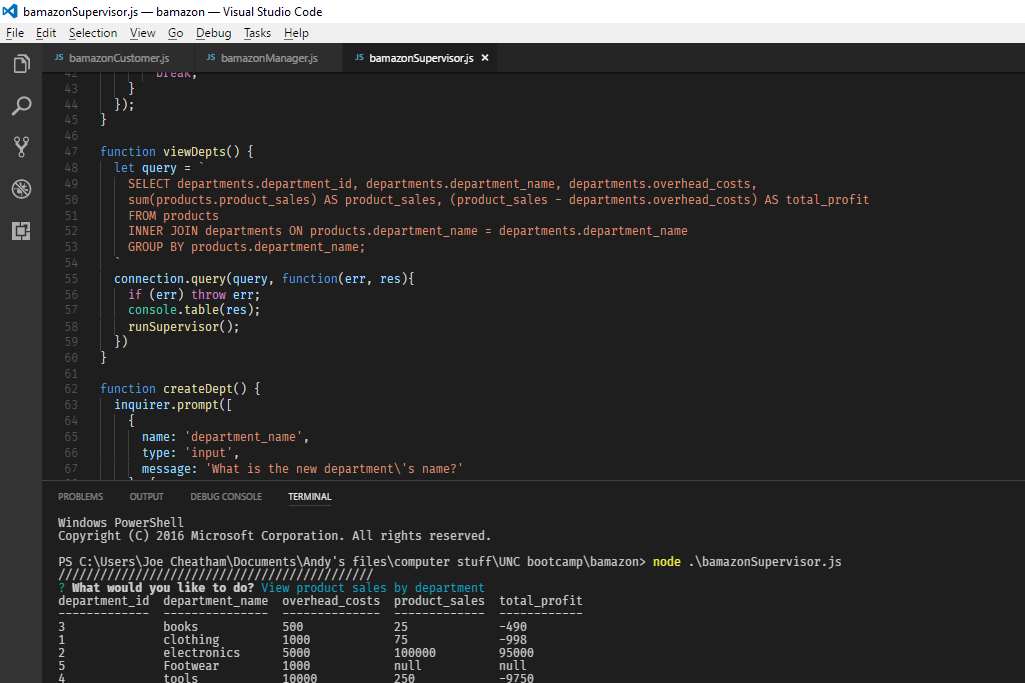 bamazonSupervisor.js — bamazon — Visual Studio Code
File Edit Selection View Go Debug Tasks Help
JS bamazonCustomer.js JS bamazonManager.js JS bamazonSupervisor.js ×
42 break;
43 }
44 });
45 }
46
47 function viewDepts() {
48 let query = `
49 SELECT departments.department_id, departments.department_name, departments.overhead_costs,
50 sum(products.product_sales) AS product_sales, (product_sales - departments.overhead_costs) AS total_profit
51 FROM products
52 INNER JOIN departments ON products.department_name = departments.department_name
53 GROUP BY products.department_name;
54 `
55 connection.query(query, function(err, res){
56 if (err) throw err;
57 console.table(res);
58 runSupervisor();
59 })
60 }
61
62 function createDept() {
63 inquirer.prompt([
64 {
65 name: 'department_name',
66 type: 'input',
67 message: 'What is the new department\'s name?'
PROBLEMS OUTPUT DEBUG CONSOLE TERMINAL
Windows PowerShell
Copyright (C) 2016 Microsoft Corporation. All rights reserved.
PS C:\Users\Joe Cheatham\Documents\Andy's files\computer stuff\UNC bootcamp\bamazon> node .\bamazonSupervisor.js
/////////////////////////////////////////////
? What would you like to do? View product sales by department
department_id department_name overhead_costs product_sales total_profit
------------- --------------- -------------- ------------- ------------
3 books 500 25 -490
1 clothing 1000 75 -998
2 electronics 5000 100000 95000
5 Footwear 1000 null null
4 tools 10000 250 -9750